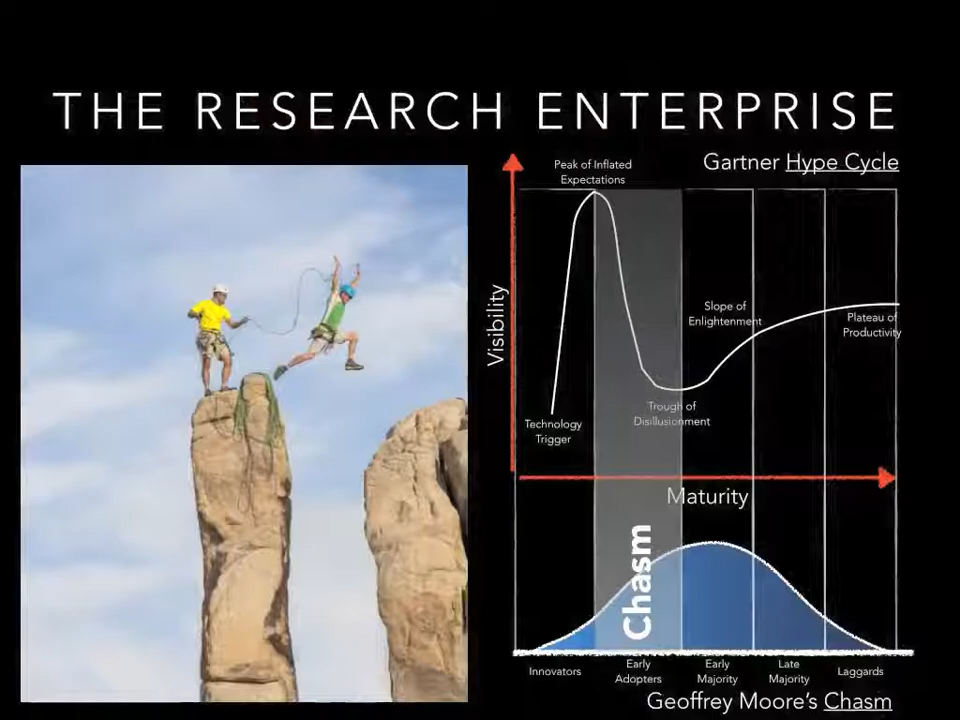 THE RESEARCH ENTERPRISE
Gartner Hype Cycle
Peak of Inflated
Expectations
Visibility
Slope of
Enlightenment
Plateau of
Productivity
Trough of
Disillusionment
Technology
Trigger
Maturity
Chasm
Innovators
Early
Adopters
Early
Majority
Late
Majority
Laggards
Geoffrey Moore's Chasm